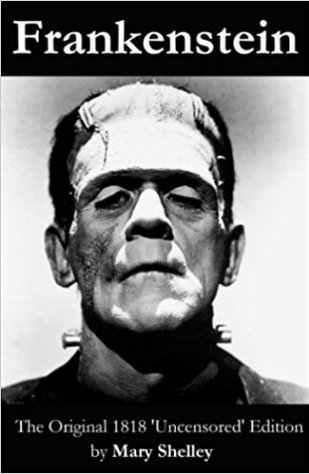 Frankenstein
The Original 1818 'Uncensored' Edition
by Mary Shelley